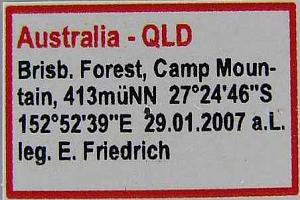 Australia - QLD
Brisb. Forest, Camp Moun-
tain, 413müNN 27°24'46"S
152°52'39"E 29.01.2007 a.L.
leg. E. Friedrich